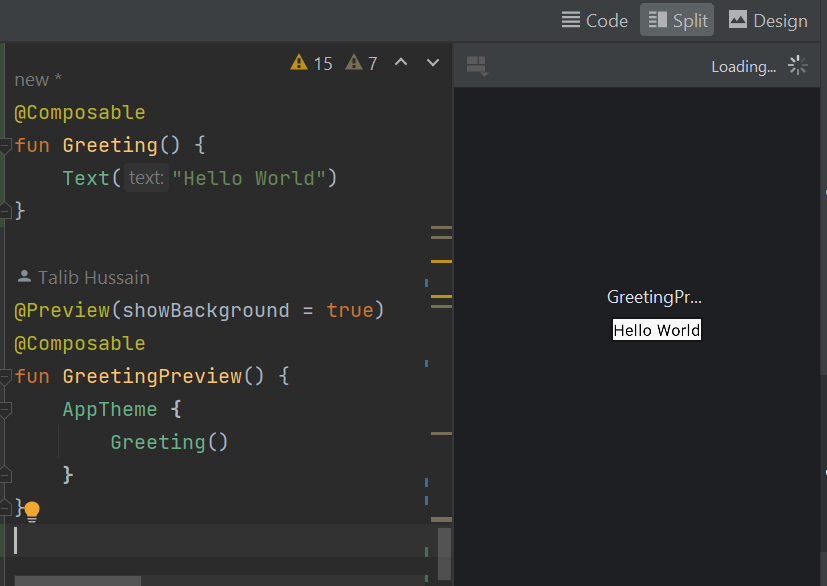 Code Split Design
15 7
Loading...
new *
@Composable
fun Greeting() {
Text( text: "Hello World")
}
Talib Hussain
@Preview(showBackground = true)
@Composable
fun GreetingPreview() {
AppTheme {
Greeting()
}
}
GreetingPr...
Hello World